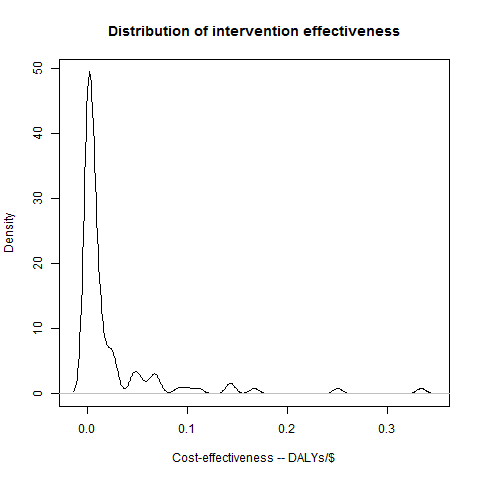 Distribution of intervention effectiveness
50
40
30
20
10
0
Density
0.0 0.1 0.2 0.3
Cost-effectiveness -- DALYs/$